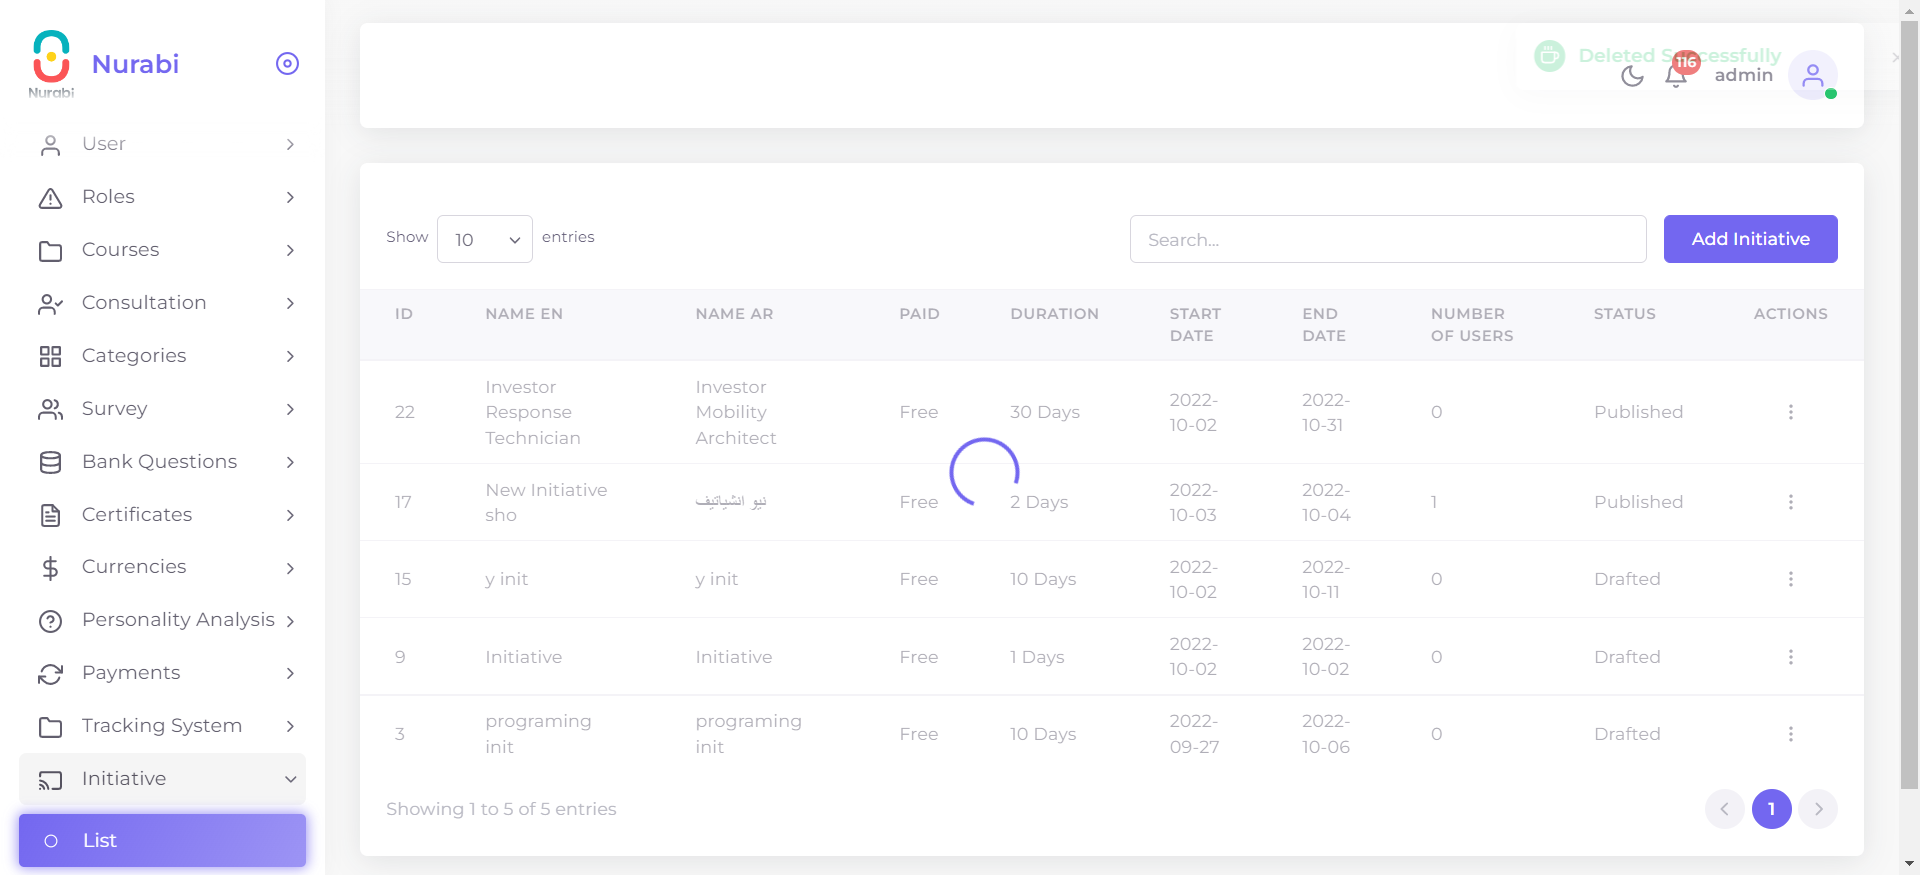 Nurabi
Nurabi
User
Roles
Courses
Consultation
Categories
Survey
Bank Questions
Certificates
Currencies
Personality Analysis
Payments
Tracking System
Initiative
List
Deleted Successfully
116
admin
Show 10 entries
Search...
Add Initiative
ID NAME EN NAME AR PAID DURATION START DATE END DATE NUMBER OF USERS STATUS ACTIONS
22 Investor Response Technician Investor Mobility Architect Free 30 Days 2022-10-02 2022-10-31 0 Published
17 New Initiative sho نيو انشياتيف Free 2 Days 2022-10-03 2022-10-04 1 Published
15 y init y init Free 10 Days 2022-10-02 2022-10-11 0 Drafted
9 Initiative Initiative Free 1 Days 2022-10-02 2022-10-02 0 Drafted
3 programing init programing init Free 10 Days 2022-09-27 2022-10-06 0 Drafted
Showing 1 to 5 of 5 entries
1